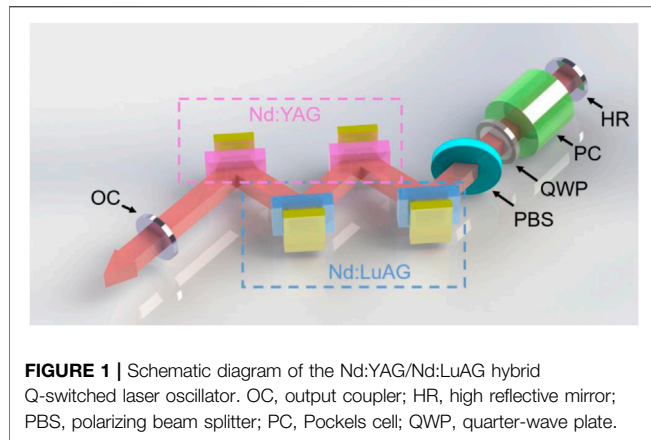 Nd:YAG
HR
PC
QWP
OC
PBS
Nd:LuAG
FIGURE 1 | Schematic diagram of the Nd:YAG/Nd:LuAG hybrid
Q-switched laser oscillator. OC, output coupler; HR, high reflective mirror;
PBS, polarizing beam splitter; PC, Pockels cell; QWP, quarter-wave plate.